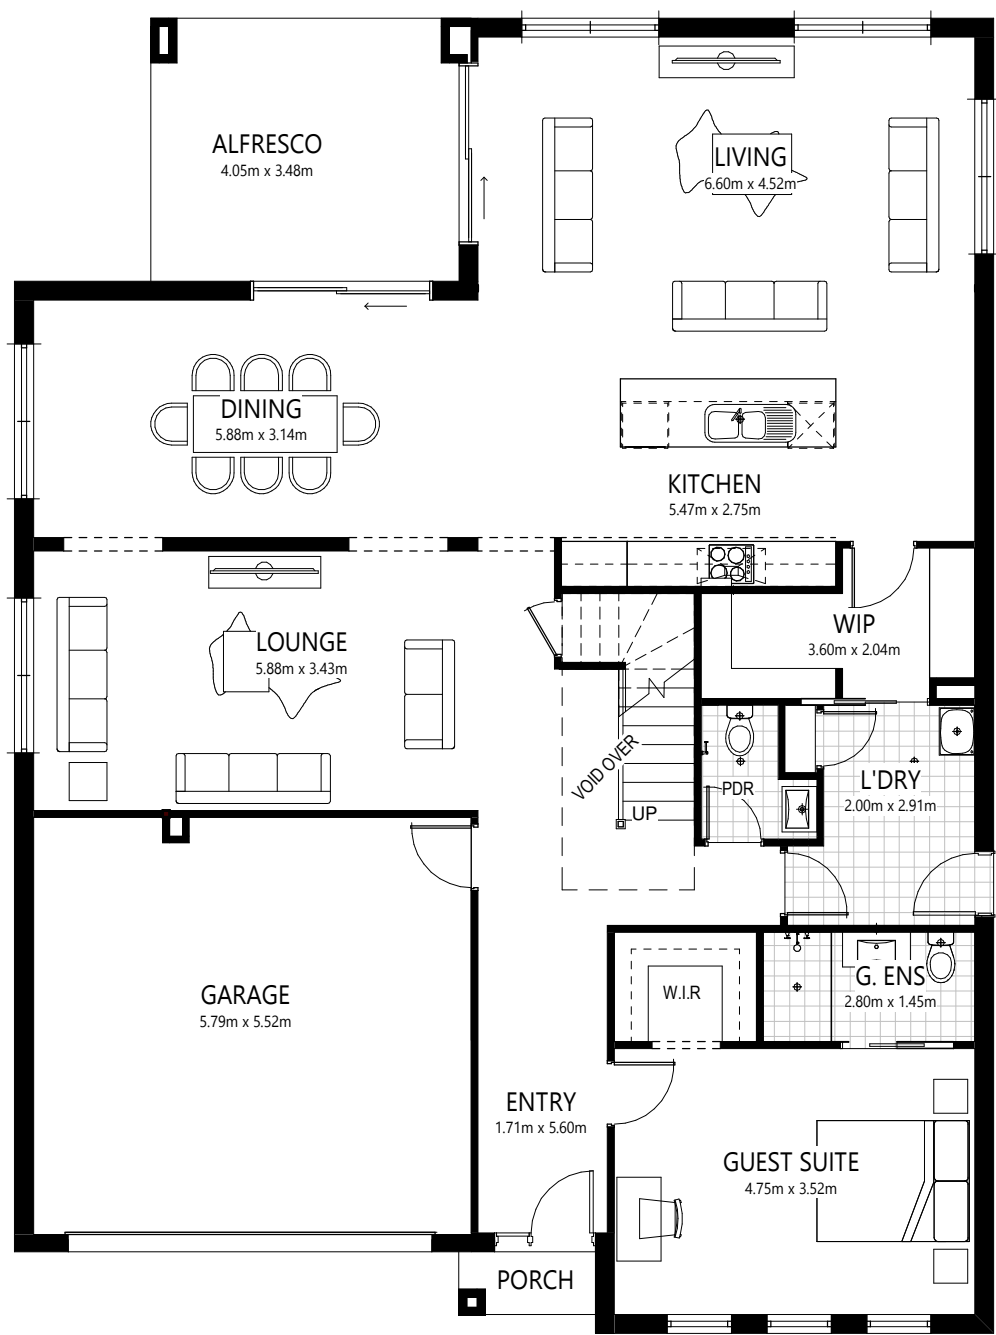 ALFRESCO
4.05m x 3.48m
LIVING
6.60m x 4.52m
DINING
5.88m x 3.14m
KITCHEN
5.47m x 2.75m
LOUNGE
5.88m x 3.43m
WIP
3.60m x 2.04m
VOID OVER
UP
PDR
L'DRY
2.00m x 2.91m
GARAGE
5.79m x 5.52m
W.I.R
G. ENS
2.80m x 1.45m
ENTRY
1.71m x 5.60m
GUEST SUITE
4.75m x 3.52m
PORCH